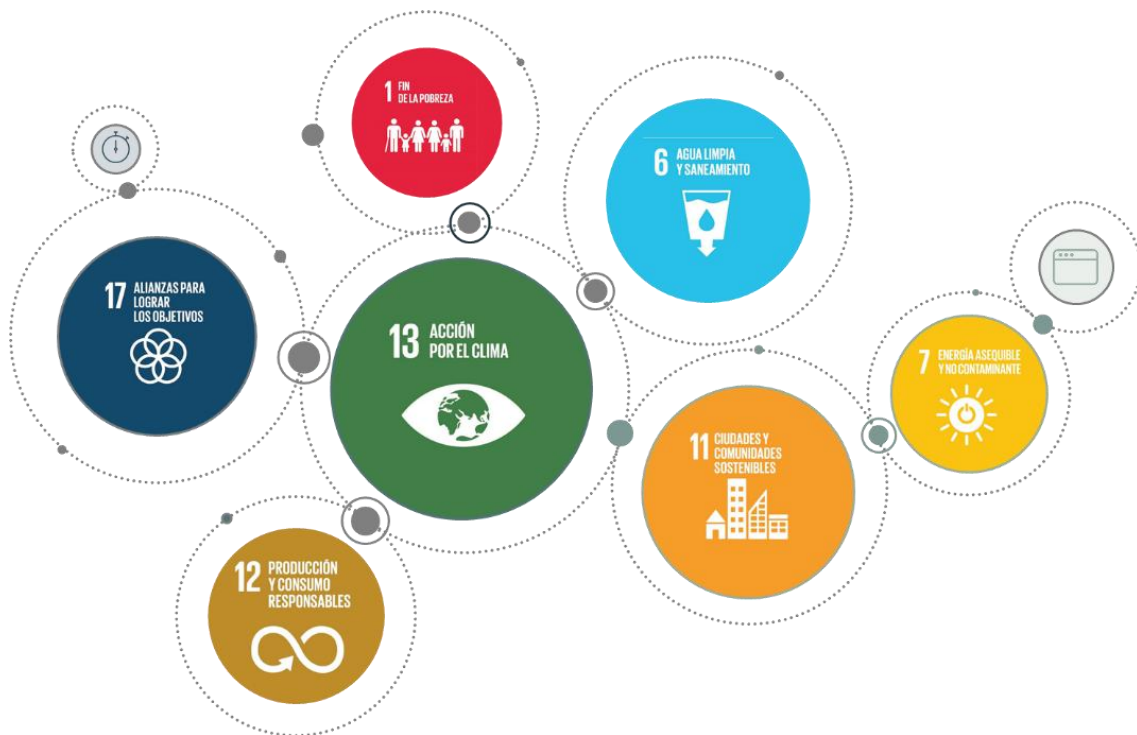 1 FIN
DE LA POBREZA
6 AGUA LIMPIA
Y SANEAMIENTO
17 ALIANZAS PARA
LOGRAR
LOS OBJETIVOS
13 ACCIÓN
POR EL CLIMA
7 ENERGÍA ASEQUIBLE
Y NO CONTAMINANTE
11 CIUDADES Y
COMUNIDADES
SOSTENIBLES
12 PRODUCCIÓN
Y CONSUMO
RESPONSABLES